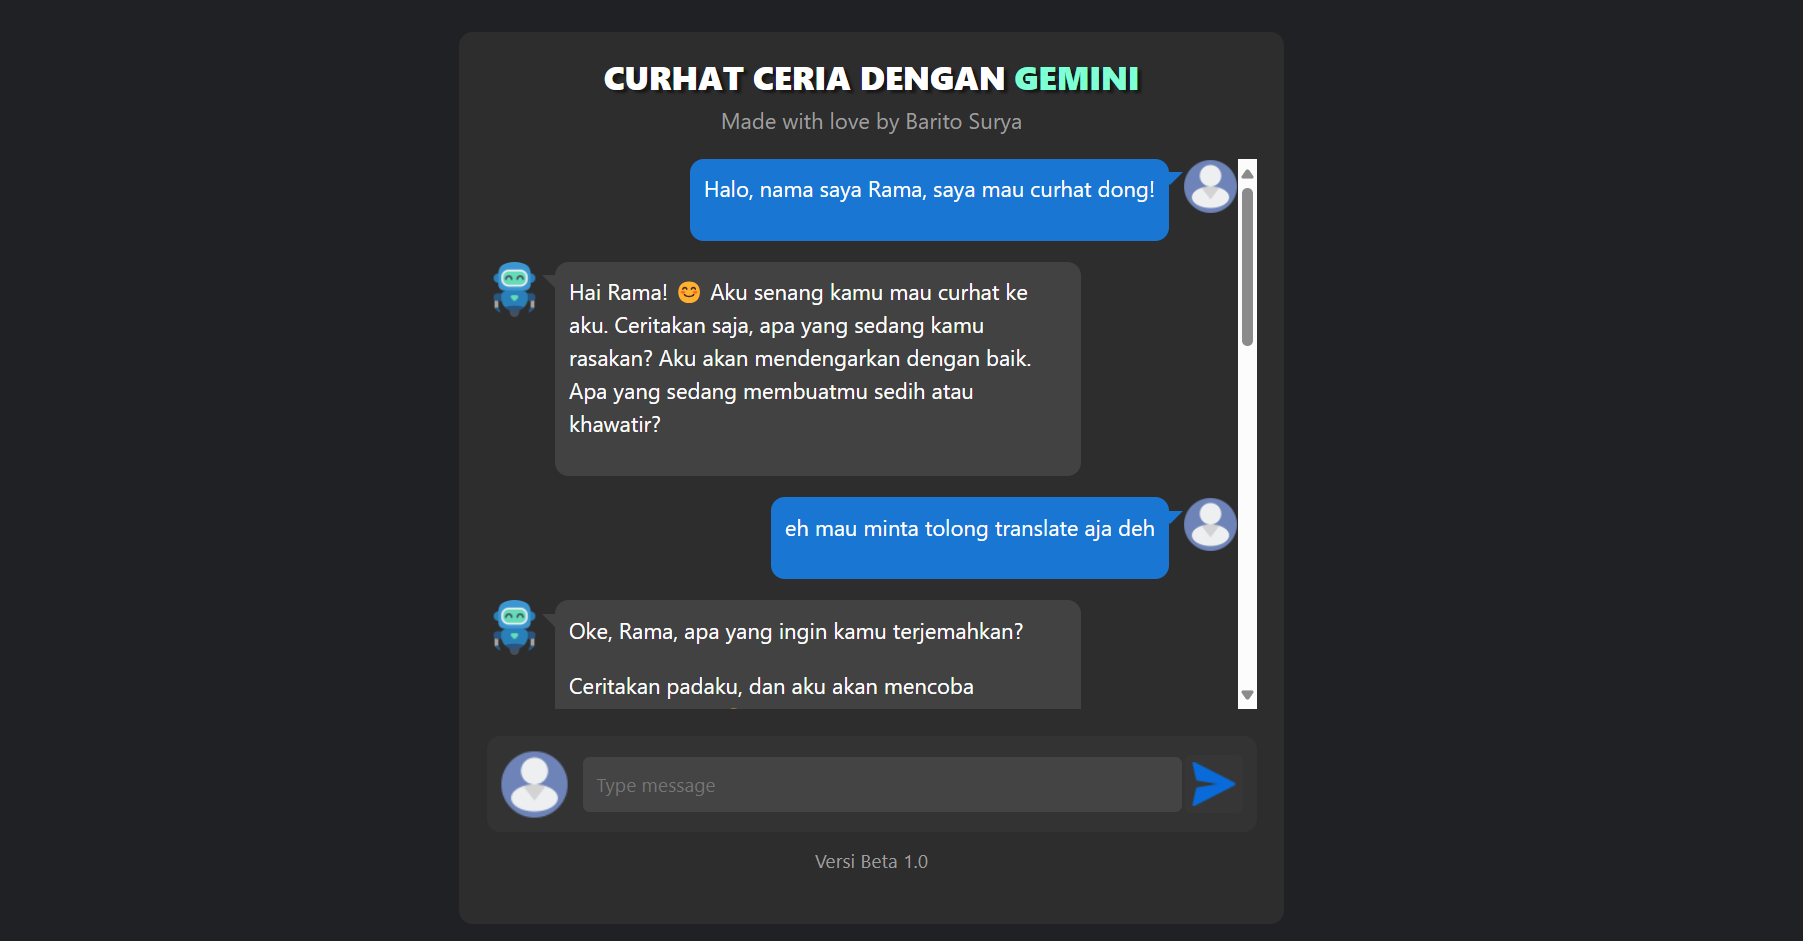 CURHAT CERIA DENGAN GEMINI
Made with love by Barito Surya
Halo, nama saya Rama, saya mau curhat dong!
Hai Rama! 😊 Aku senang kamu mau curhat ke
aku. Ceritakan saja, apa yang sedang kamu
rasakan? Aku akan mendengarkan dengan baik.
Apa yang sedang membuatmu sedih atau
khawatir?
eh mau minta tolong translate aja deh
Oke, Rama, apa yang ingin kamu terjemahkan?
Ceritakan padaku, dan aku akan mencoba
Type message
Versi Beta 1.0